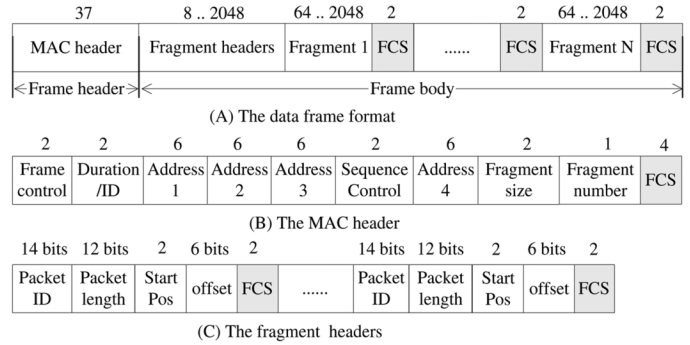 37 8 .. 2048 64 .. 2048 2 2 64 .. 2048 2
MAC header Fragment headers Fragment 1 FCS ...... FCS Fragment N FCS
Frame header Frame body
(A) The data frame format
2 2 6 6 6 2 6 2 1 4
Frame control Duration /ID Address 1 Address 2 Address 3 Sequence Control Address 4 Fragment size Fragment number FCS
(B) The MAC header
14 bits 12 bits 2 6 bits 2 14 bits 12 bits 2 6 bits 2
Packet ID Packet length Start Pos offset FCS ...... Packet ID Packet length Start Pos offset FCS
(C) The fragment headers